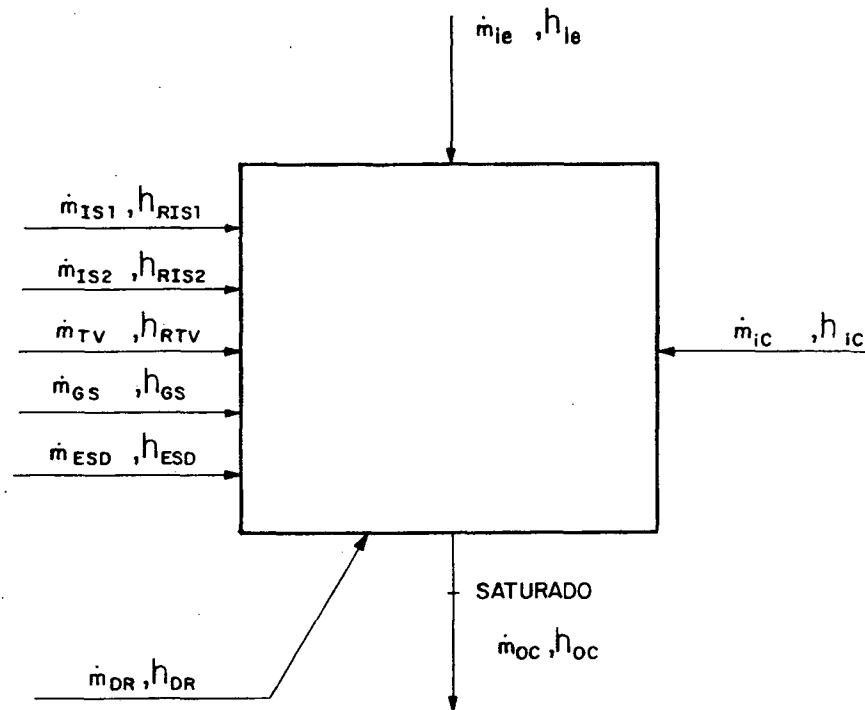 ṁie , hie
ṁIS1 , hRIS1
ṁIS2 , hRIS2
ṁTV , hRTV
ṁGS , hGS
ṁESD , hESD
ṁic , hic
SATURADO
ṁOC , hOC
ṁDR , hDR